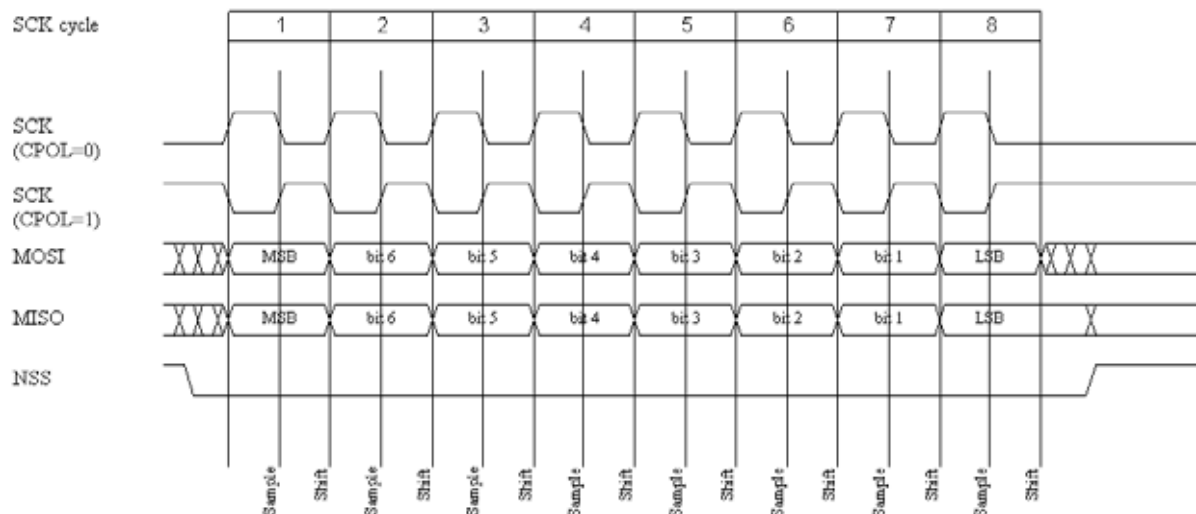 SCK cycle 1 2 3 4 5 6 7 8
SCK
(CPOL=0)
SCK
(CPOL=1)
MOSI MSB bit 6 bit 5 bit 4 bit 3 bit 2 bit 1 LSB
MISO MSB bit 6 bit 5 bit 4 bit 3 bit 2 bit 1 LSB
NSS
Sample Shift Sample Shift Sample Shift Sample Shift Sample Shift Sample Shift Sample Shift Sample Shift